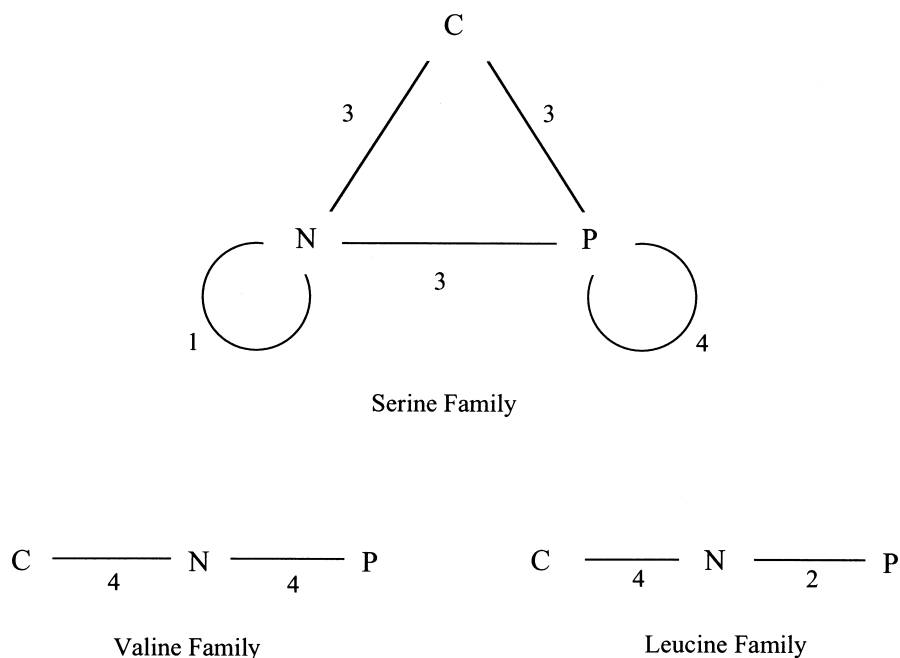 C
3 3
N P
3
1 4
Serine Family
C N P C N P
4 4 4 2
Valine Family Leucine Family